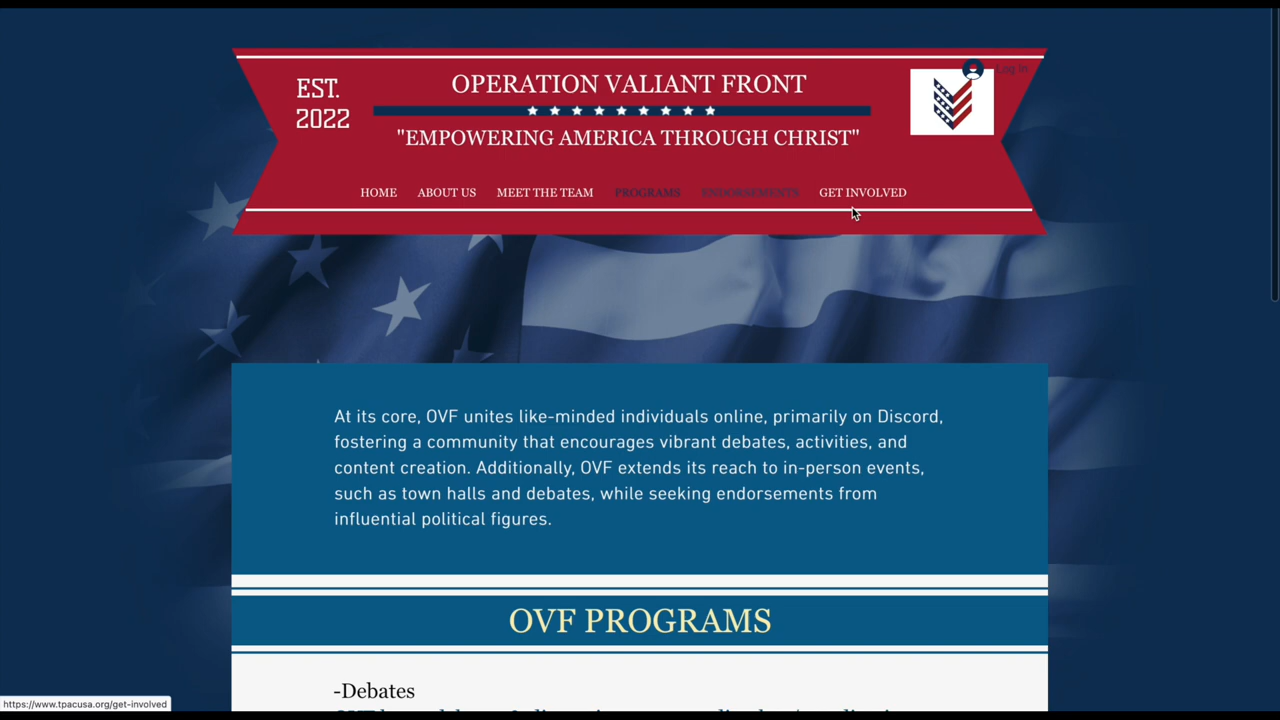 EST.
2022
OPERATION VALIANT FRONT
"EMPOWERING AMERICA THROUGH CHRIST"
Log In
HOME ABOUT US MEET THE TEAM PROGRAMS ENDORSEMENTS GET INVOLVED
At its core, OVF unites like-minded individuals online, primarily on Discord,
fostering a community that encourages vibrant debates, activities, and
content creation. Additionally, OVF extends its reach to in-person events,
such as town halls and debates, while seeking endorsements from
influential political figures.
OVF PROGRAMS
-Debates
https://www.tpacusa.org/get-involved